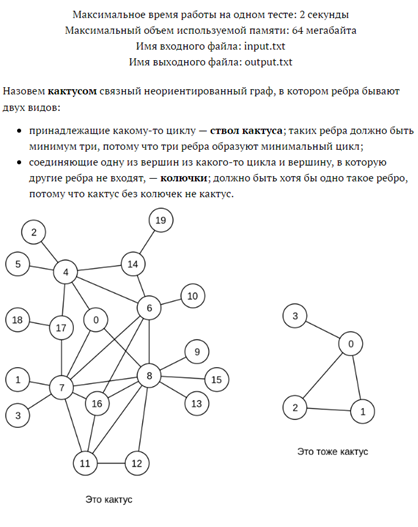 Максимальное время работы на одном тесте: 2 секунды
Максимальный объем используемой памяти: 64 мегабайта
Имя входного файла: input.txt
Имя выходного файла: output.txt
Назовем кактусом связный неориентированный граф, в котором ребра бывают
двух видов:
• принадлежащие какому-то циклу — ствол кактуса; таких ребра должно быть
минимум три, потому что три ребра образуют минимальный цикл;
• соединяющие одну из вершин из какого-то цикла и вершину, в которую
другие ребра не входят, — колючки; должно быть хотя бы одно такое ребро,
потому что кактус без колючек не кактус.
19
2
5
4
14
10
6
3
18
17
0
0
9
8
1
7
15
16
13
3
2
1
11
12
Это тоже кактус
Это кактус